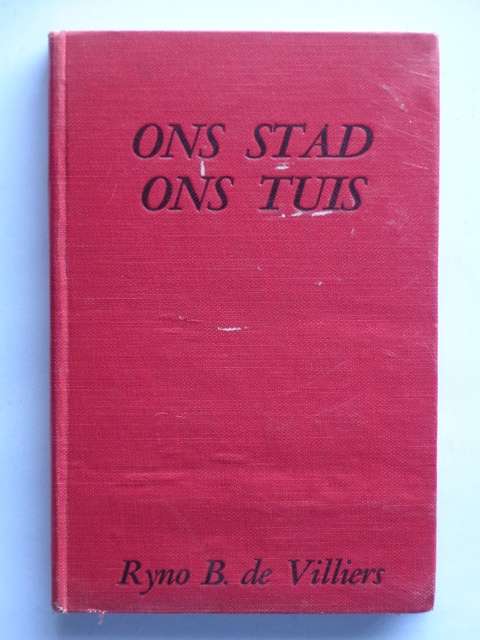 ONS STAD
ONS TUIS
Ryno B. de Villiers